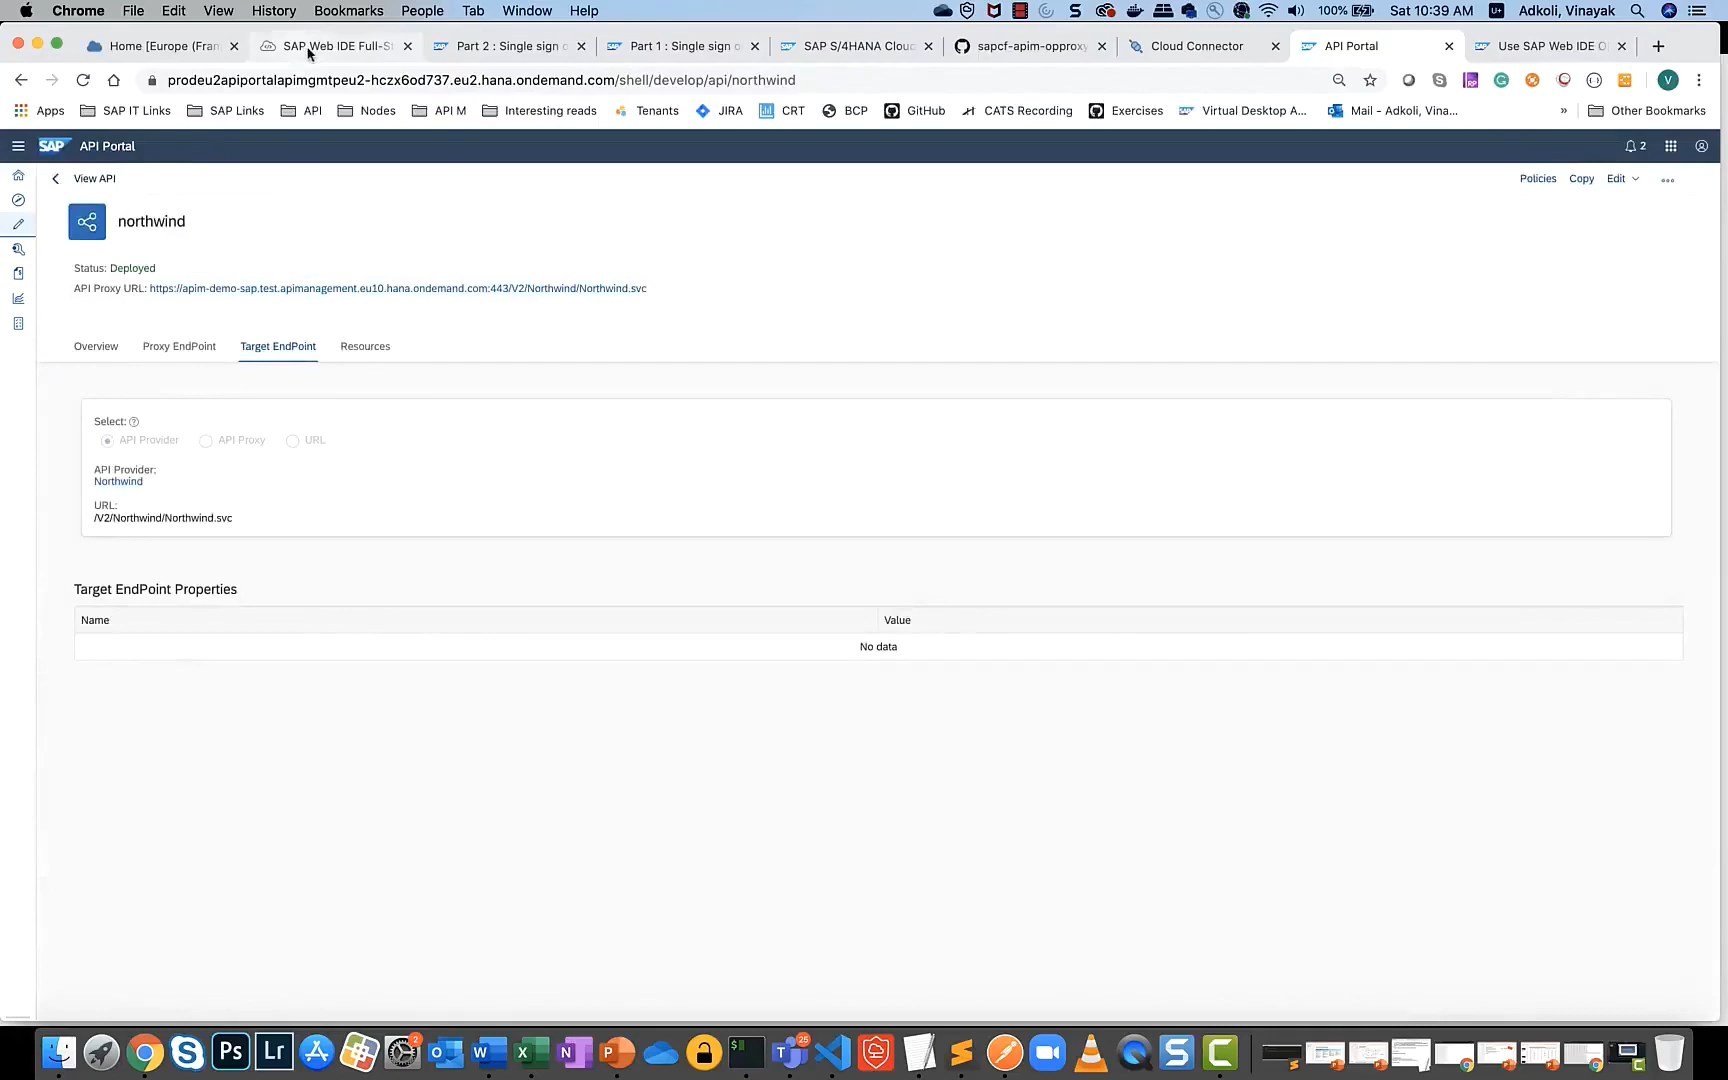 Chrome File Edit View History Bookmarks People Tab Window Help 100% Sat 10:39 AM Adkoli, Vinayak
Home [Europe (Fran SAP Web IDE Full-St Part 2 : Single sign o Part 1 : Single sign o SAP S/4HANA Cloud sapcf-apim-opproxy Cloud Connector API Portal Use SAP Web IDE O
prodeu2apiportalapimgmtpeu2-hczx6od737.eu2.hana.ondemand.com/shell/develop/api/northwind
Apps SAP IT Links SAP Links API Nodes API M Interesting reads Tenants JIRA CRT BCP GitHub CATS Recording Exercises Virtual Desktop A... Mail - Adkoli, Vina... » Other Bookmarks
SAP API Portal 2
View API Policies Copy Edit
northwind
Status: Deployed
API Proxy URL: https://apim-demo-sap.test.apimanagement.eu10.hana.ondemand.com:443/V2/Northwind/Northwind.svc
Overview Proxy EndPoint Target EndPoint Resources
Select:
API Provider API Proxy URL
API Provider:
Northwind
URL:
/V2/Northwind/Northwind.svc
Target EndPoint Properties
Name Value
No data
Ps Lr 2 25